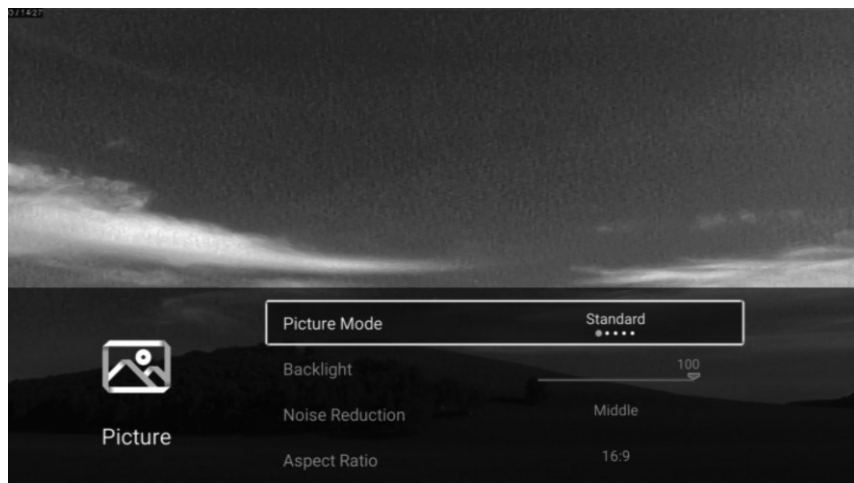 Picture Mode
Standard
Backlight
100
Noise Reduction
Middle
Picture
Aspect Ratio
16:9